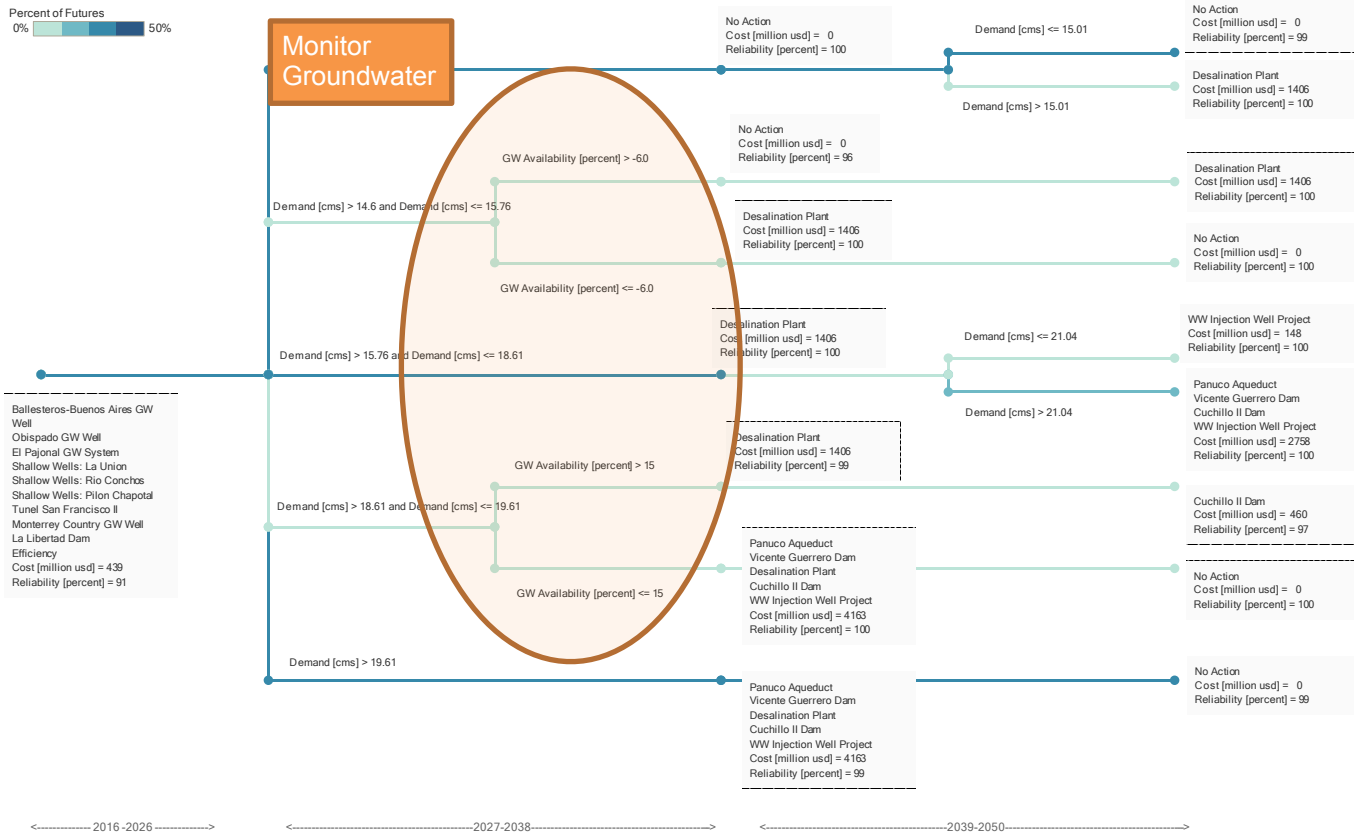 Percent of Futures
0% 50%
Monitor
Groundwater
No Action
Cost [million usd] = 0
Reliability [percent] = 100
Demand [cms] <= 15.01
Demand [cms] > 15.01
No Action
Cost [million usd] = 0
Reliability [percent] = 99
Desalination Plant
Cost [million usd] = 1406
Reliability [percent] = 100
Demand [cms] > 14.6 and Demand [cms] <= 15.76
GW Availability [percent] > -6.0
GW Availability [percent] <= -6.0
No Action
Cost [million usd] = 0
Reliability [percent] = 96
Desalination Plant
Cost [million usd] = 1406
Reliability [percent] = 100
Desalination Plant
Cost [million usd] = 1406
Reliability [percent] = 100
No Action
Cost [million usd] = 0
Reliability [percent] = 100
Demand [cms] > 15.76 and Demand [cms] <= 18.61
Desalination Plant
Cost [million usd] = 1406
Reliability [percent] = 100
Demand [cms] <= 21.04
Demand [cms] > 21.04
WW Injection Well Project
Cost [million usd] = 148
Reliability [percent] = 100
Panuco Aqueduct
Vicente Guerrero Dam
Cuchillo II Dam
WW Injection Well Project
Cost [million usd] = 2758
Reliability [percent] = 100
Ballesteros-Buenos Aires GW
Well
Obispado GW Well
El Pajonal GW System
Shallow Wells: La Union
Shallow Wells: Rio Conchos
Shallow Wells: Pilon Chapotal
Tunel San Francisco II
Monterrey Country GW Well
La Libertad Dam
Efficiency
Cost [million usd] = 439
Reliability [percent] = 91
Demand [cms] > 18.61 and Demand [cms] <= 19.61
GW Availability [percent] > 15
GW Availability [percent] <= 15
Desalination Plant
Cost [million usd] = 1406
Reliability [percent] = 99
Cuchillo II Dam
Cost [million usd] = 460
Reliability [percent] = 97
Panuco Aqueduct
Vicente Guerrero Dam
Desalination Plant
Cuchillo II Dam
WW Injection Well Project
Cost [million usd] = 4163
Reliability [percent] = 100
No Action
Cost [million usd] = 0
Reliability [percent] = 100
Demand [cms] > 19.61
Panuco Aqueduct
Vicente Guerrero Dam
Desalination Plant
Cuchillo II Dam
WW Injection Well Project
Cost [million usd] = 4163
Reliability [percent] = 99
No Action
Cost [million usd] = 0
Reliability [percent] = 99
2016-2026
2027-2038
2039-2050